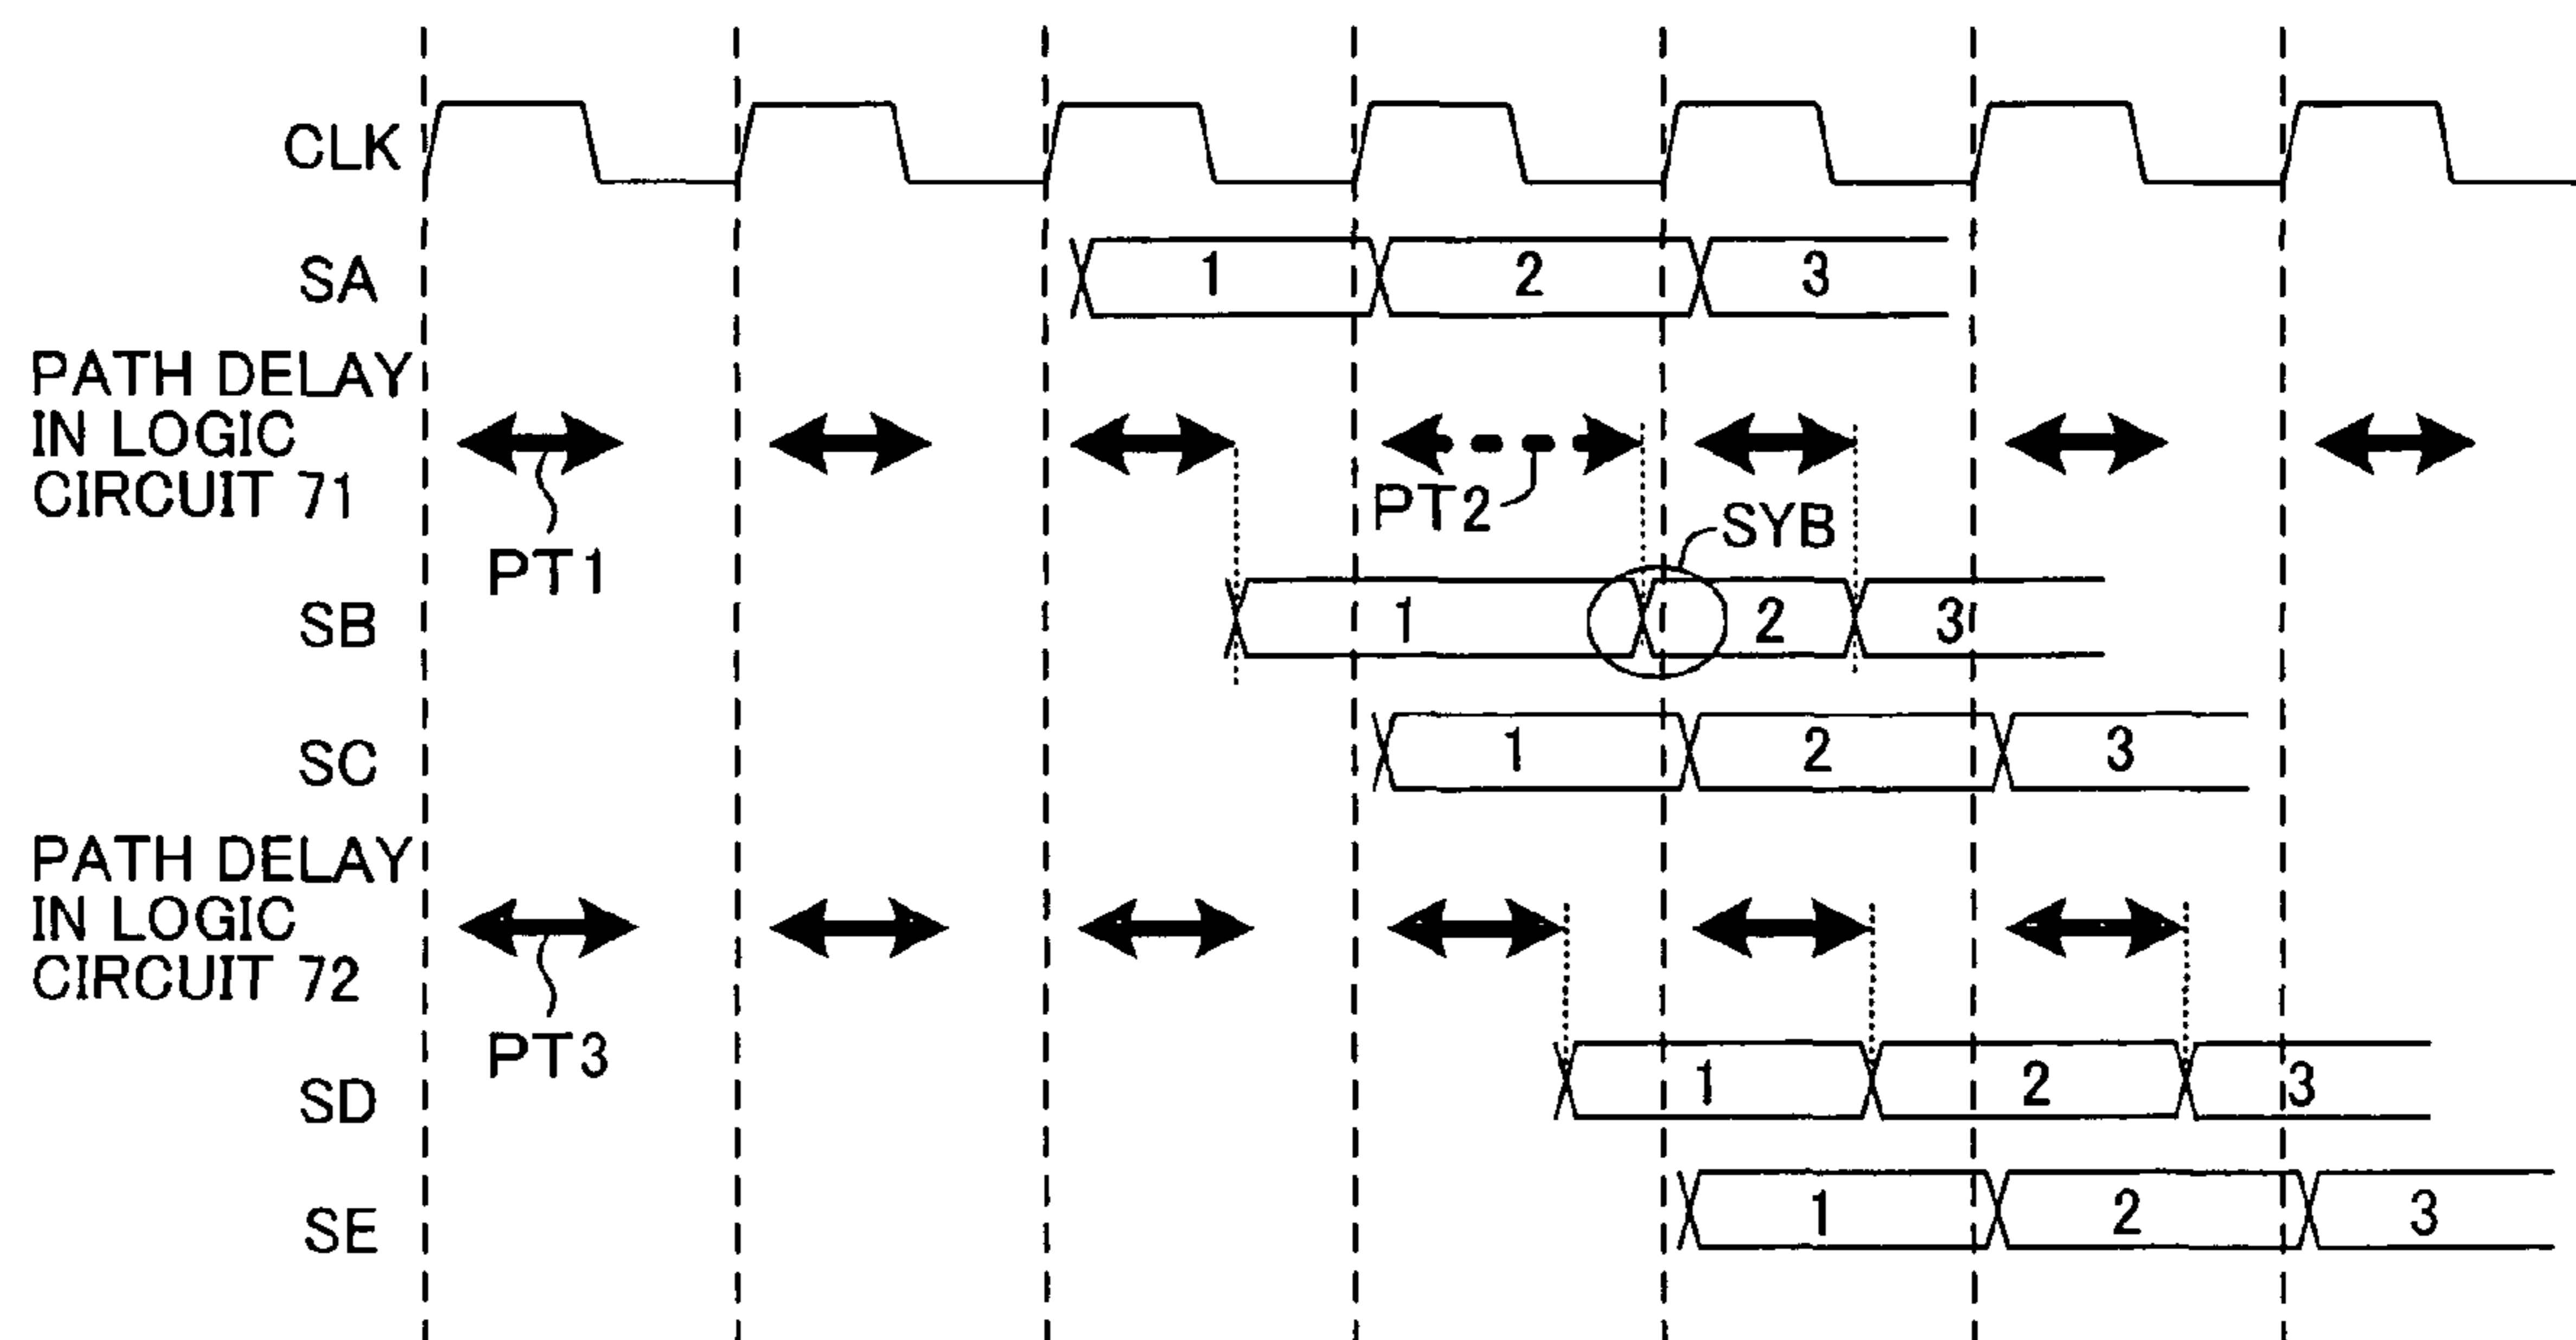 CLK
SA
1 2 3
PATH DELAY
IN LOGIC
CIRCUIT 71
PT1
PT2
SYB
SB
1 2 3
SC
1 2 3
PATH DELAY
IN LOGIC
CIRCUIT 72
PT3
SD
1 2 3
SE
1 2 3